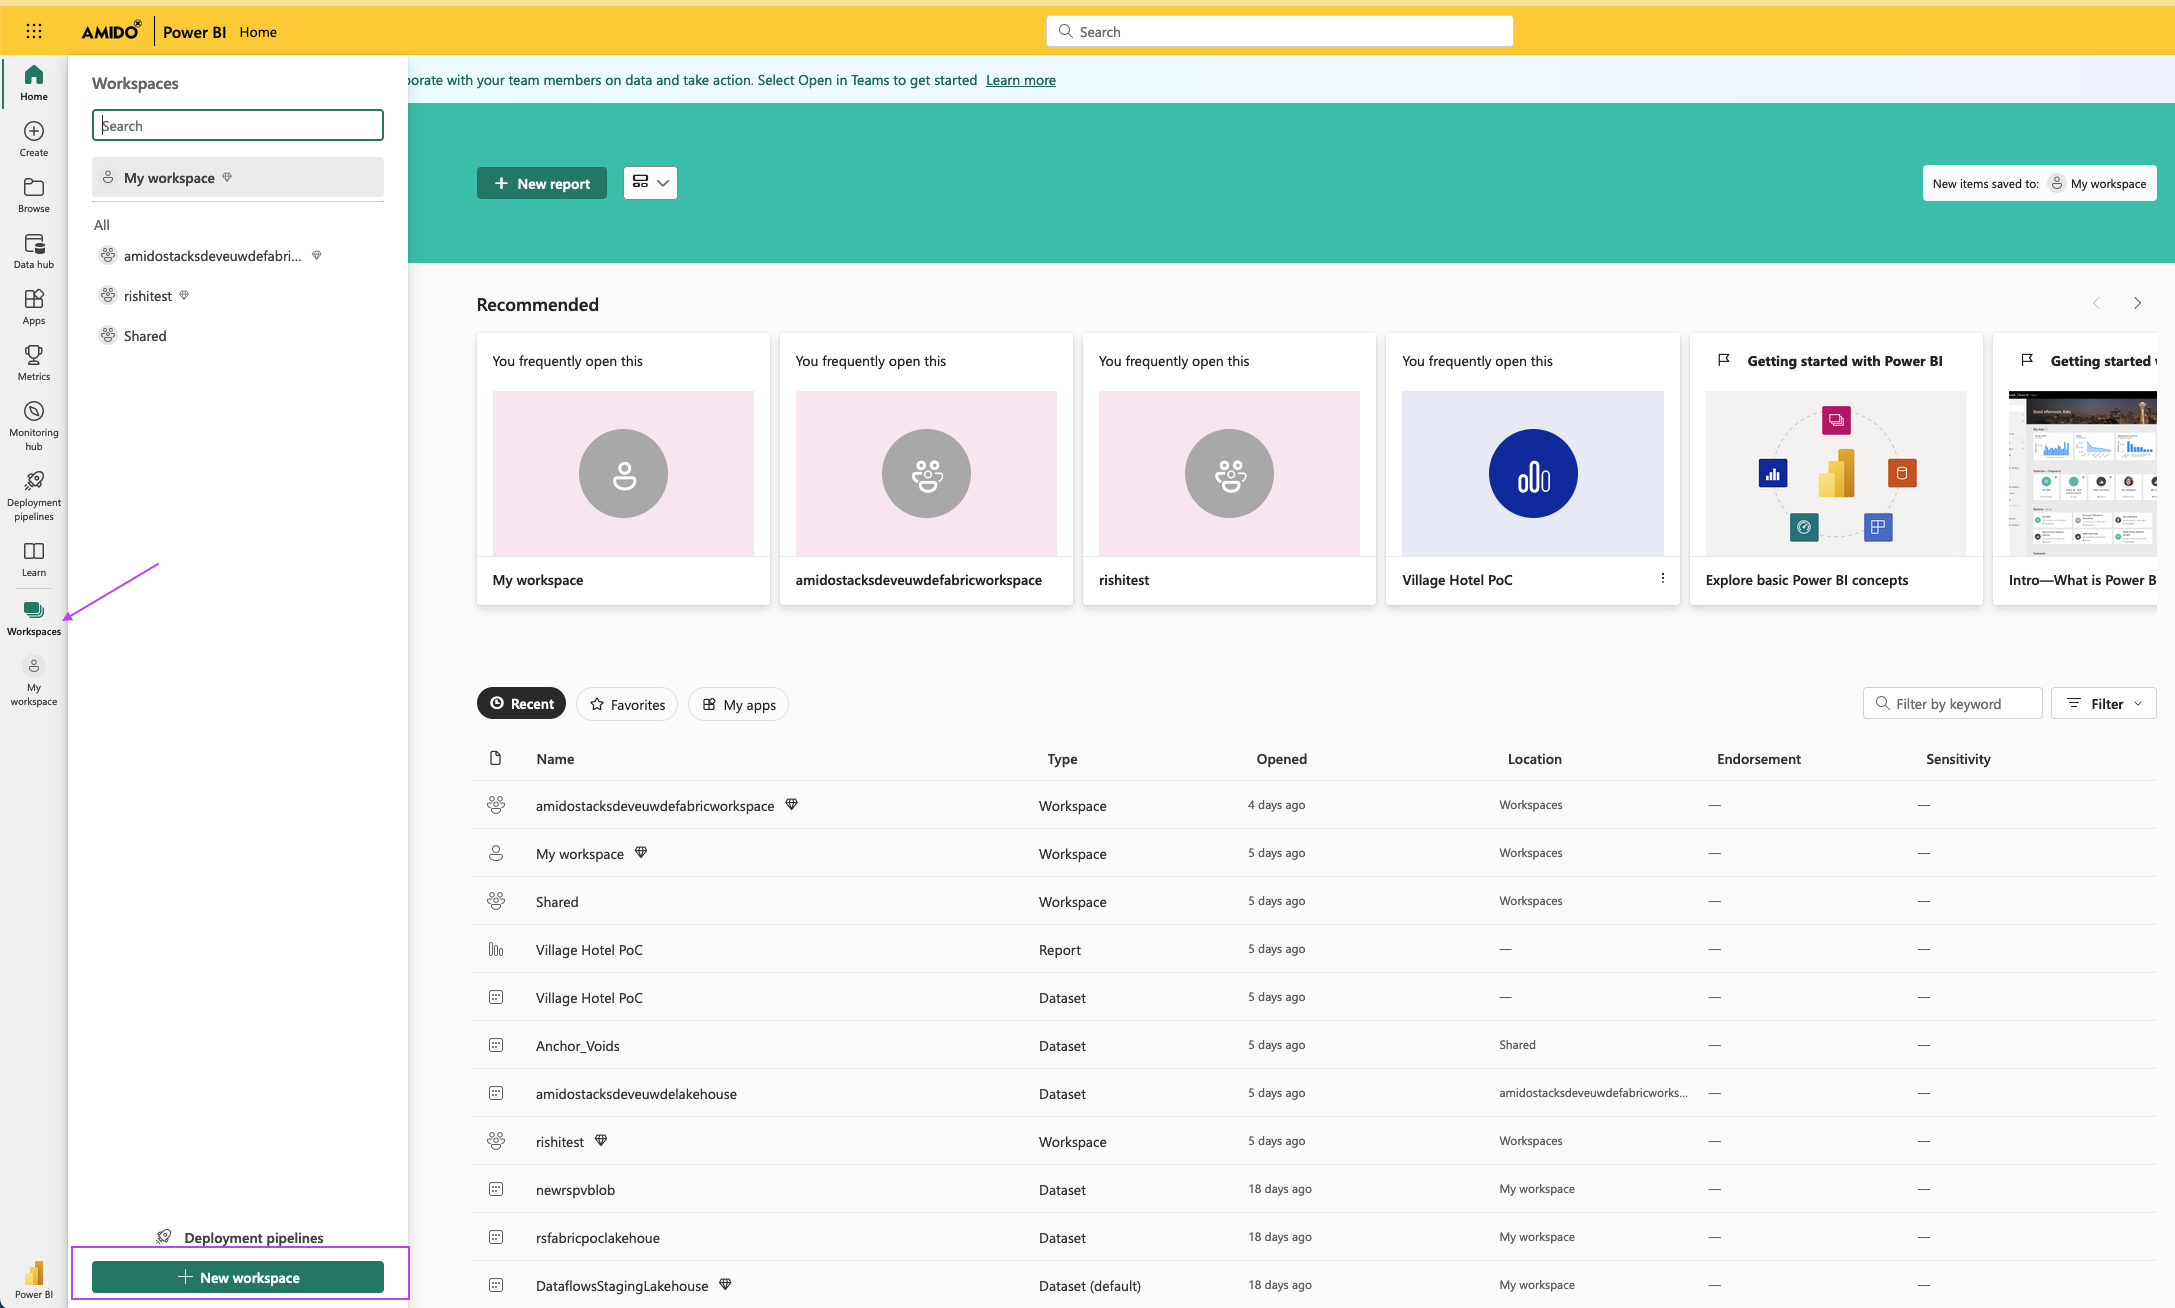 AMIDO Power BI Home
Search
Home
Create
Browse
Data hub
Apps
Metrics
Monitoring
hub
Deployment
pipelines
Learn
Workspaces
My
workspace
Power BI
Workspaces
Search
My workspace
All
amidostacksdeveuwdefabri...
rishitest
Shared
Deployment pipelines
New workspace
orate with your team members on data and take action. Select Open in Teams to get started Learn more
New report
New items saved to: My workspace
Recommended
You frequently open this
My workspace
You frequently open this
amidostacksdeveuwdefabricworkspace
You frequently open this
rishitest
You frequently open this
Village Hotel PoC
Getting started with Power BI
Explore basic Power BI concepts
Getting started
Intro—What is Power B
Recent Favorites My apps
Filter by keyword Filter
Name Type Opened Location Endorsement Sensitivity
amidostacksdeveuwdefabricworkspace Workspace 4 days ago Workspaces — —
My workspace Workspace 5 days ago Workspaces — —
Shared Workspace 5 days ago Workspaces — —
Village Hotel PoC Report 5 days ago — — —
Village Hotel PoC Dataset 5 days ago — — —
Anchor_Voids Dataset 5 days ago Shared — —
amidostacksdeveuwdelakehouse Dataset 5 days ago amidostacksdeveuwdefabricworks... — —
rishitest Workspace 5 days ago Workspaces — —
newrspvblob Dataset 18 days ago My workspace — —
rsfabricpoclakehoue Dataset 18 days ago My workspace — —
DataflowsStagingLakehouse Dataset (default) 18 days ago My workspace — —